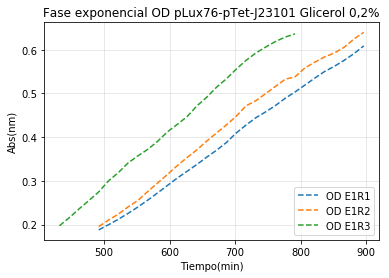 Fase exponencial OD pLux76-pTet-J23101 Glicerol 0,2%
Abs(nm)
0.6
0.5
0.4
0.3
0.2
500 600 700 800 900
Tiempo(min)
OD E1R1
OD E1R2
OD E1R3